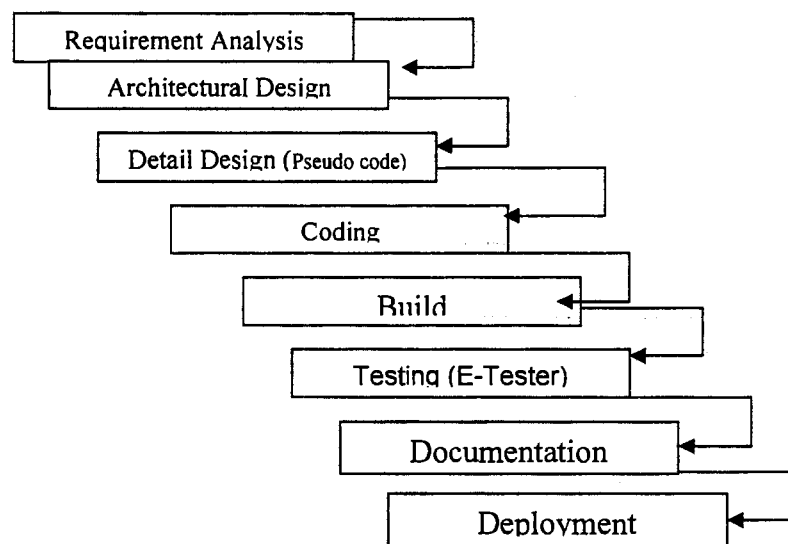 Requirement Analysis
Architectural Design
Detail Design (Pseudo code)
Coding
Build
Testing (E-Tester)
Documentation
Deployment